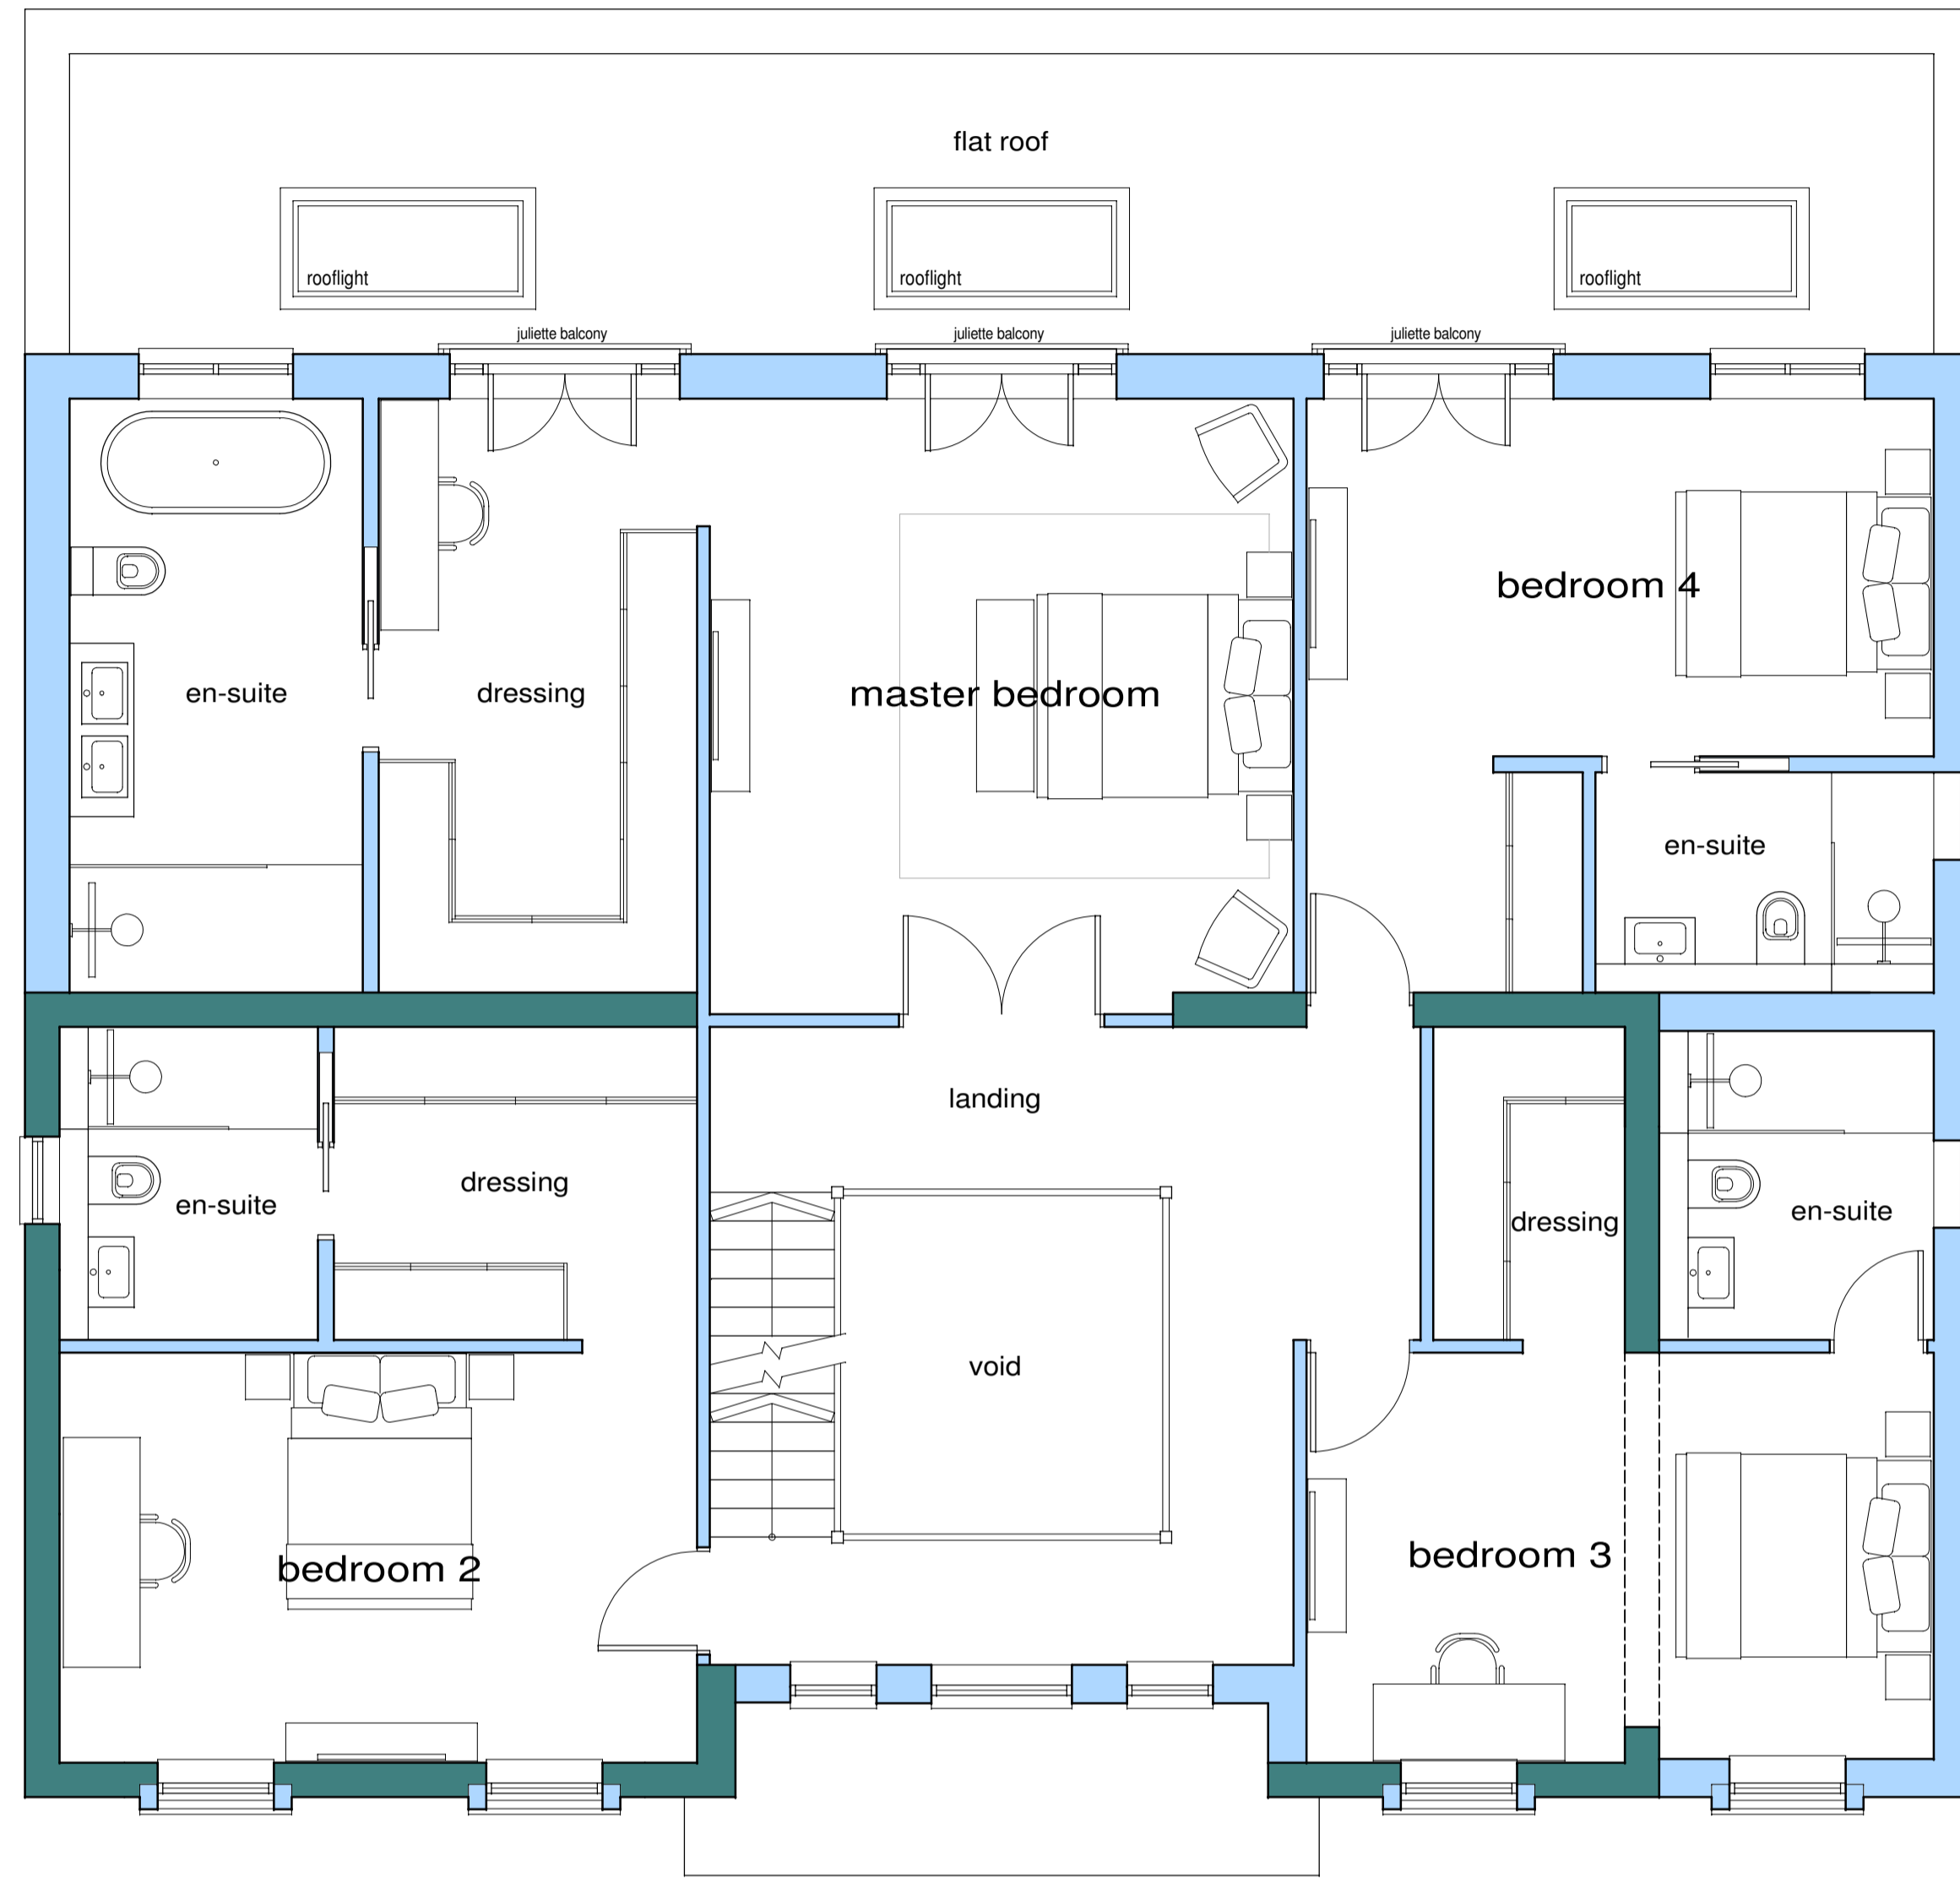 flat roof
rooflight
rooflight
rooflight
juliette balcony
juliette balcony
juliette balcony
bedroom 4
en-suite
dressing
master bedroom
en-suite
landing
dressing
en-suite
dressing
en-suite
void
bedroom 2
bedroom 3